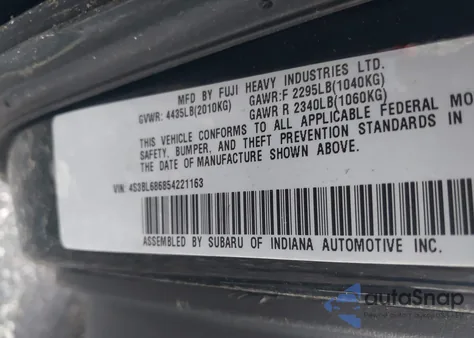 MFD BY FUJI HEAVY INDUSTRIES LTD.
GVWR: 4435LB(2010KG) GAWR:F 2295LB(1040KG)
GAWR R 2340LB(1060KG)
THIS VEHICLE CONFORMS TO ALL APPLICABLE FEDERAL MO
SAFETY, BUMPER, AND THEFT PREVENTION STANDARDS IN
THE DATE OF MANUFACTURE SHOWN ABOVE.
VIN: 4S3BL686854221163
ASSEMBLED BY SUBARU OF INDIANA AUTOMOTIVE INC.
autoSnap